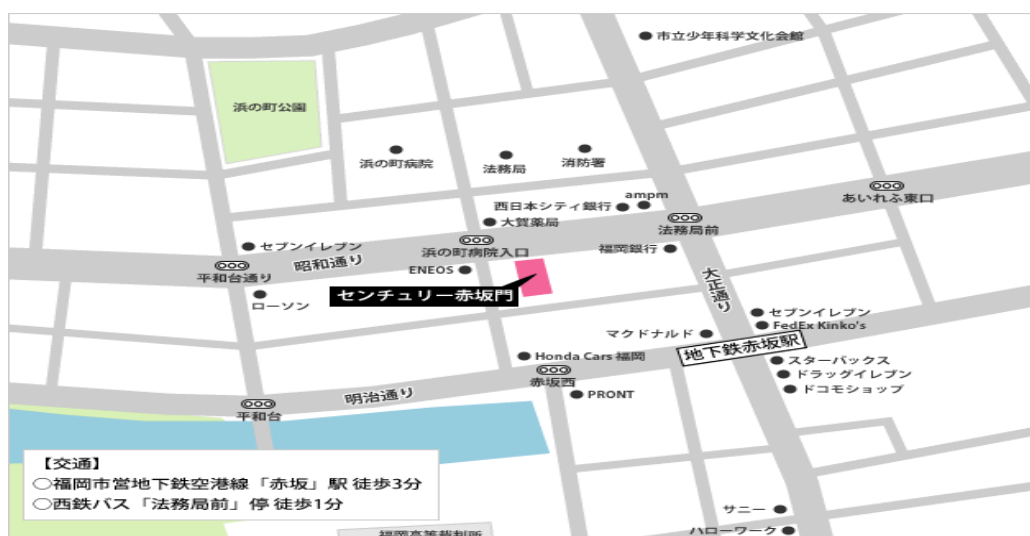 市立少年科学文化会館
浜の町公園
浜の町病院
法務局
消防署
あいれふ東口
ampm
西日本シティ銀行
大賀薬局
法務局前
福岡銀行
セブンイレブン
浜の町病院入口
昭和通り
平和台通り
ENEOS
センチュリー赤坂門
ローソン
大正通り
セブンイレブン
FedEx Kinko's
マクドナルド
地下鉄赤坂駅
Honda Cars 福岡
スターバックス
赤坂西
ドラッグイレブン
ドコモショップ
明治通り
PRONT
平和台
【交通】
○福岡市営地下鉄空港線「赤坂」駅 徒歩3分
○西鉄バス「法務局前」停 徒歩1分
サニー
ハローワーク
福岡高等裁判所